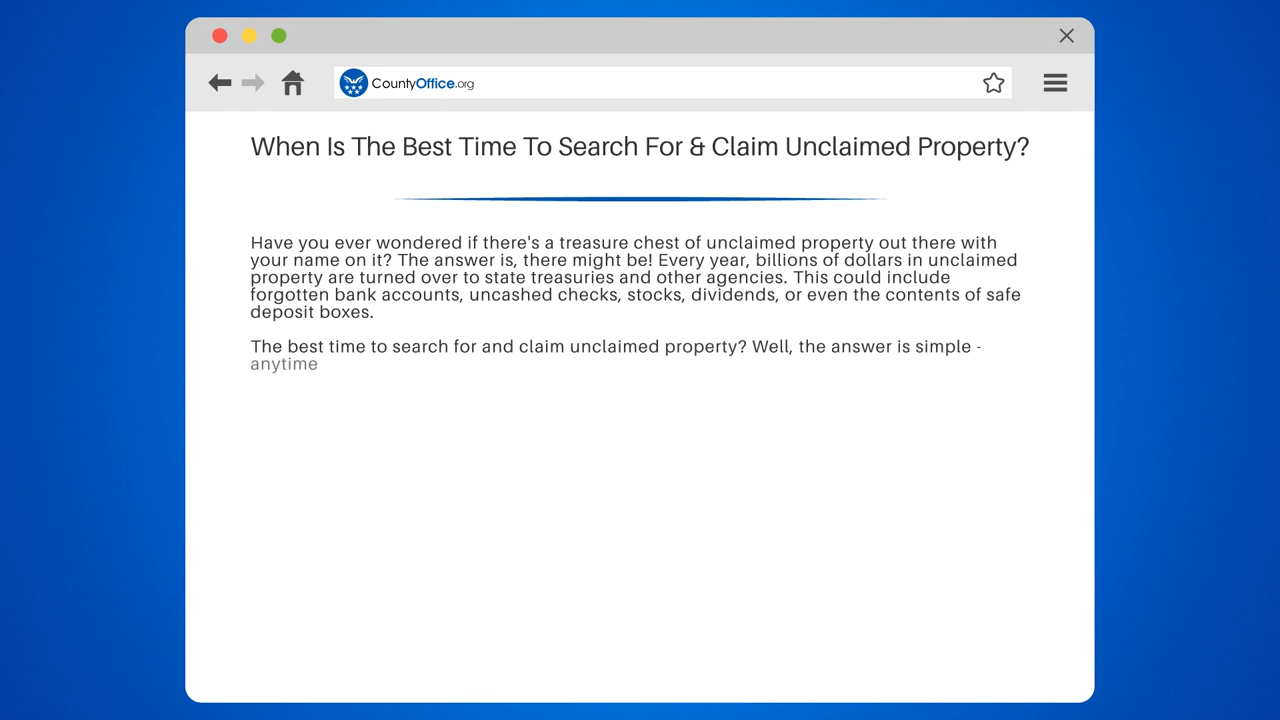 CountyOffice.org
When Is The Best Time To Search For & Claim Unclaimed Property?
Have you ever wondered if there's a treasure chest of unclaimed property out there with
your name on it? The answer is, there might be! Every year, billions of dollars in unclaimed
property are turned over to state treasuries and other agencies. This could include
forgotten bank accounts, uncashed checks, stocks, dividends, or even the contents of safe
deposit boxes.
The best time to search for and claim unclaimed property? Well, the answer is simple -
anytime